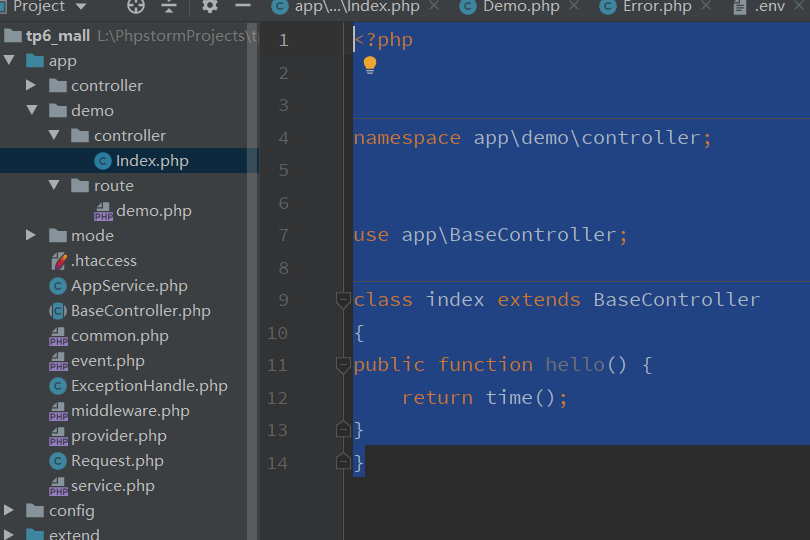 Project
app\...\Index.php
Demo.php
Error.php
.env
tp6_mall L:\PhpstormProjects\t
app
controller
demo
controller
Index.php
route
demo.php
mode
.htaccess
AppService.php
BaseController.php
common.php
event.php
ExceptionHandle.php
middleware.php
provider.php
Request.php
service.php
config
extend
1 <?php
2
3
4 namespace app\demo\controller;
5
6
7 use app\BaseController;
8
9 class index extends BaseController
10 {
11 public function hello() {
12 return time();
13 }
14 }